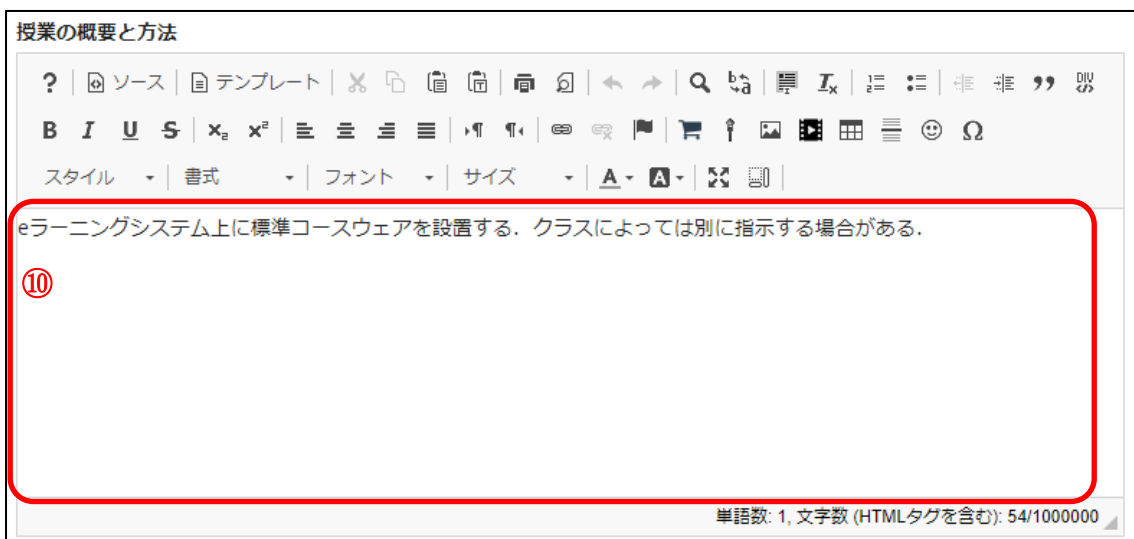 授業の概要と方法
? ソース テンプレート
B I U S x₂ x²
スタイル 書式 フォント サイズ A A
eラーニングシステム上に標準コースウェアを設置する．クラスによっては別に指示する場合がある．
⑩
単語数: 1, 文字数 (HTMLタグを含む): 54/1000000